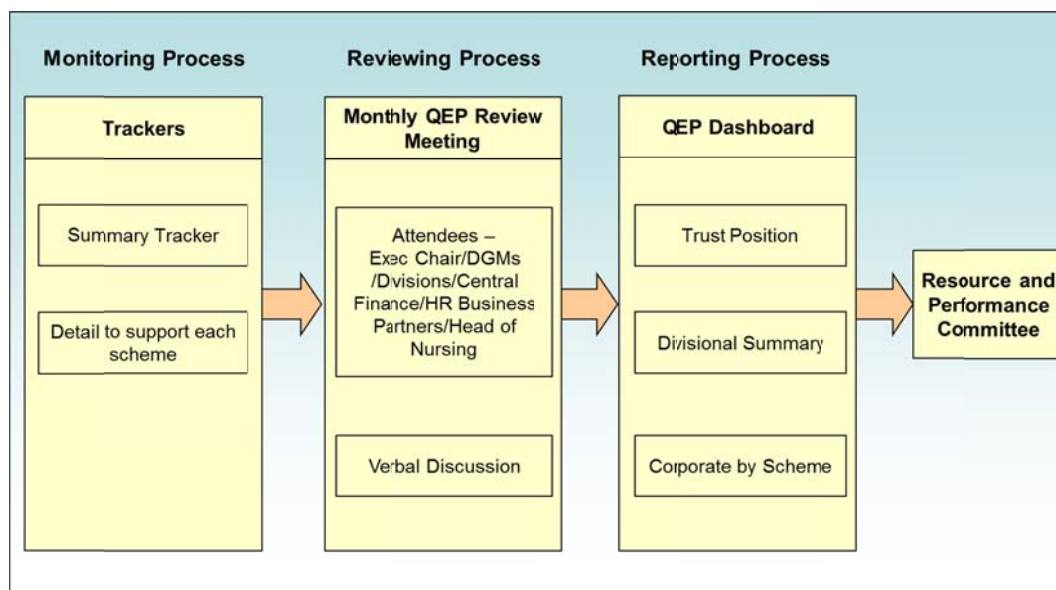 Monitoring Process
Reviewing Process
Reporting Process
Trackers
Summary Tracker
Detail to support each
scheme
Monthly QEP Review
Meeting
Attendees –
Exec Chair/DGMs
/Divisions/Central
Finance/HR Business
Partners/Head of
Nursing
Verbal Discussion
QEP Dashboard
Trust Position
Divisional Summary
Corporate by Scheme
Resource and
Performance
Committee